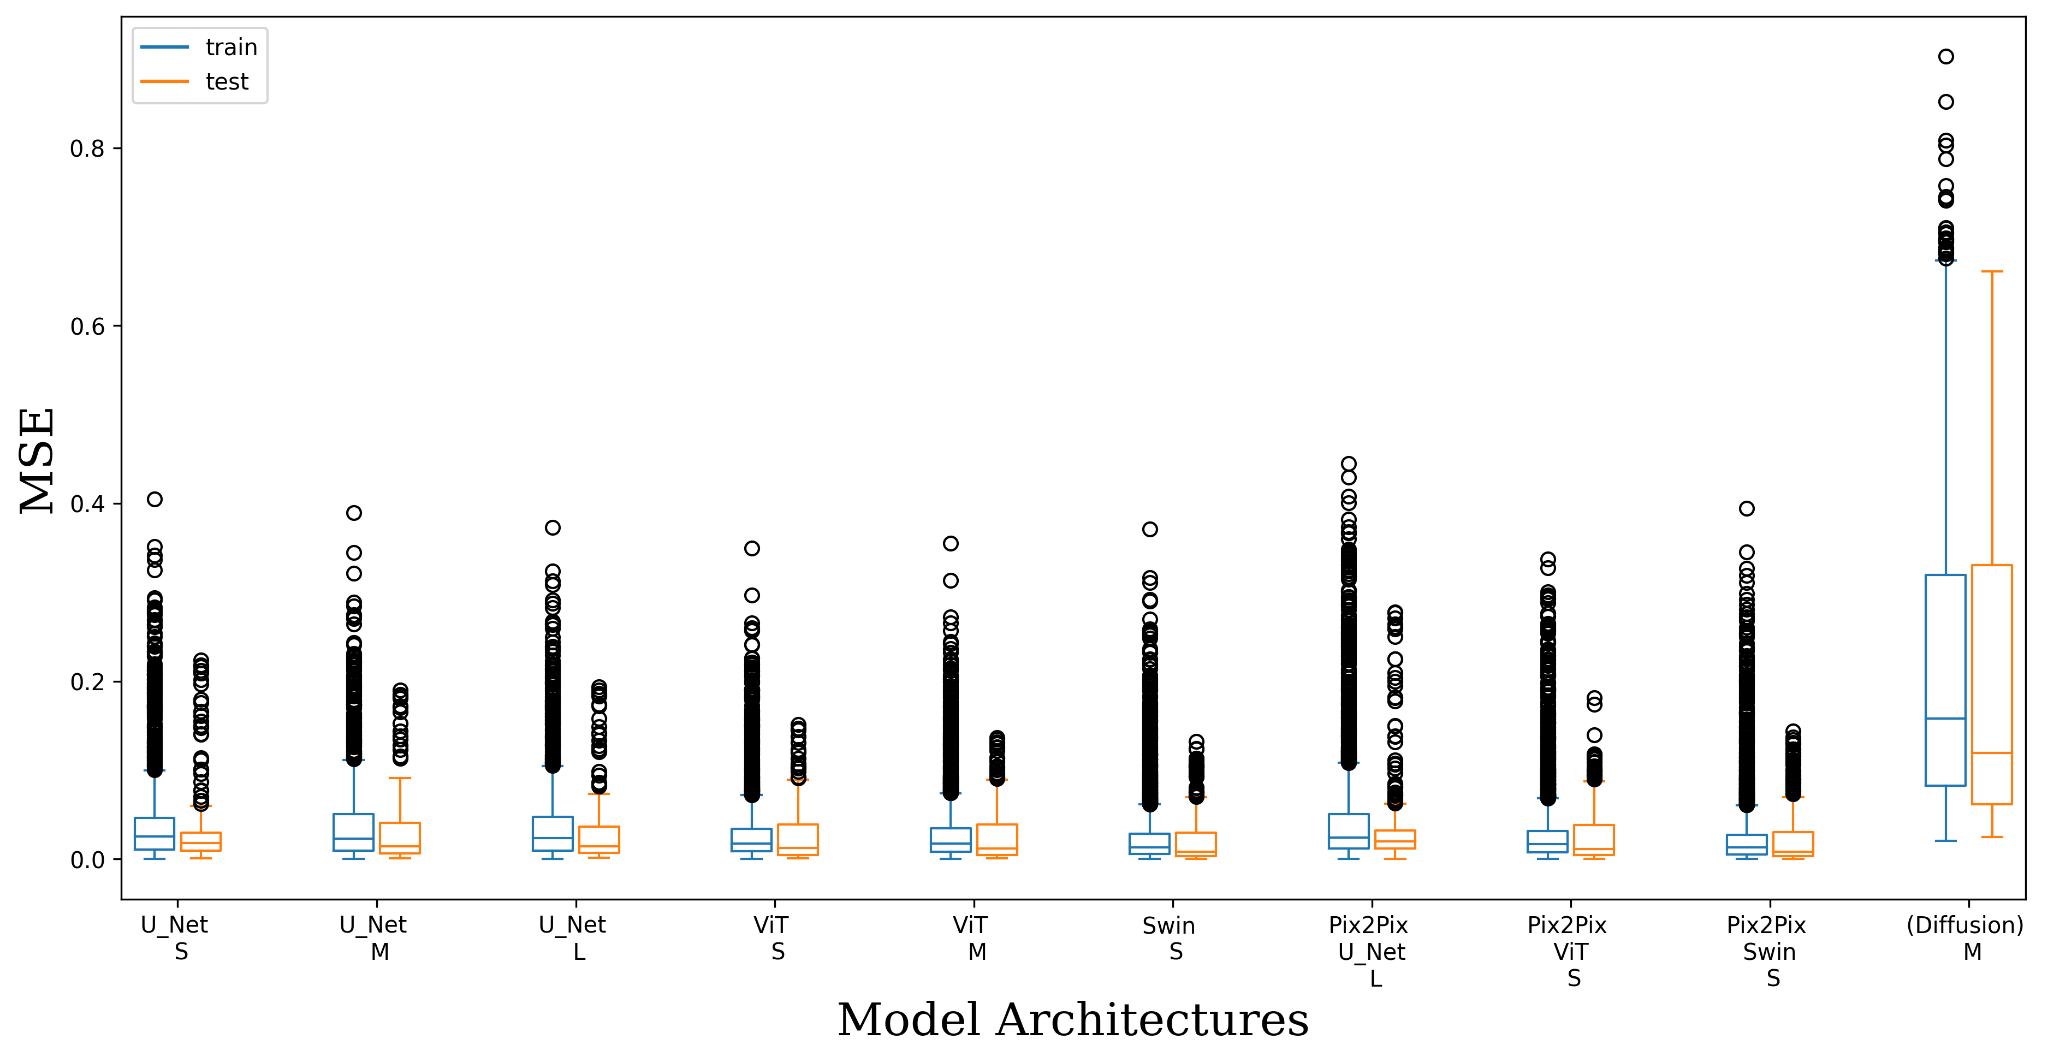 train
test
0.8
0.6
0.4
0.2
0.0
MSE
U_Net
S
U_Net
M
U_Net
L
ViT
S
ViT
M
Swin
S
Pix2Pix
U_Net
L
Pix2Pix
ViT
S
Pix2Pix
Swin
S
(Diffusion)
M
Model Architectures